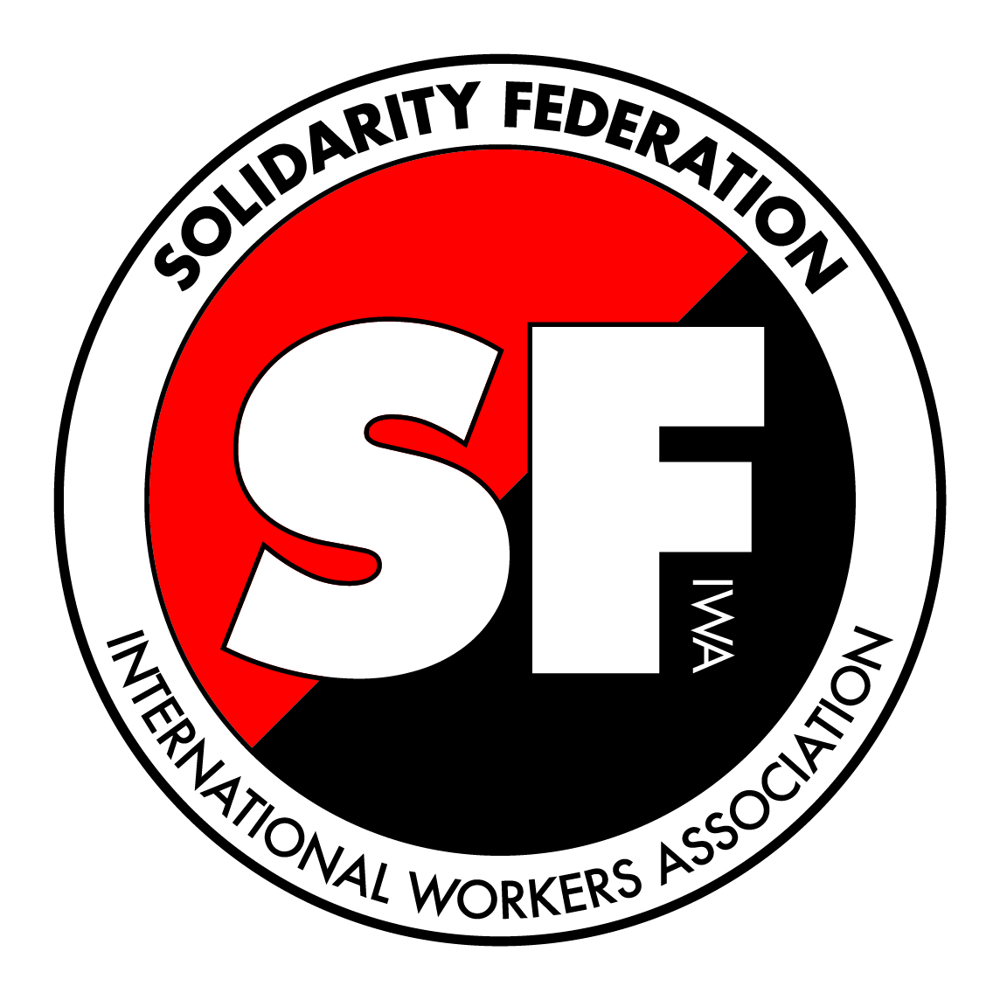 SOLIDARITY FEDERATION
SF
IWA
INTERNATIONAL WORKERS ASSOCIATION